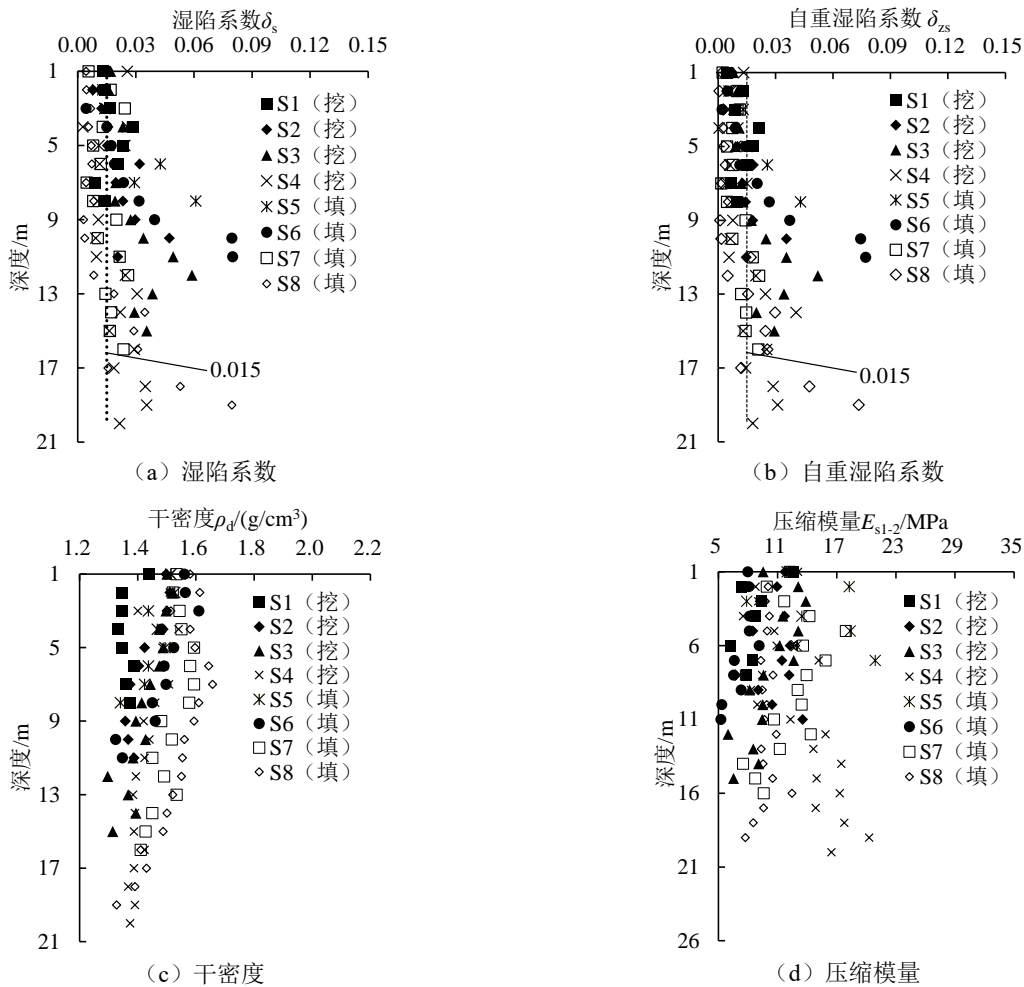 湿陷系数δs
0.00 0.03 0.06 0.09 0.12 0.15
1
5
9
13
17
21
深度/m
■S1（挖）
◆S2（挖）
▲S3（挖）
×S4（挖）
S5（填）
●S6（填）
□S7（填）
◇S8（填）
0.015
（a）湿陷系数
自重湿陷系数 δzs
0.00 0.03 0.06 0.09 0.12 0.15
1
5
9
13
17
21
深度/m
■S1（挖）
◆S2（挖）
▲S3（挖）
×S4（挖）
S5（填）
●S6（填）
□S7（填）
◇S8（填）
0.015
（b）自重湿陷系数
干密度ρd/(g/cm³)
1.2 1.4 1.6 1.8 2.0 2.2
1
5
9
13
17
21
深度/m
■S1（挖）
◆S2（挖）
▲S3（挖）
×S4（挖）
S5（填）
●S6（填）
□S7（填）
◇S8（填）
（c）干密度
压缩模量Es1-2/MPa
5 11 17 23 29 35
1
6
11
16
21
26
深度/m
■S1（挖）
◆S2（挖）
▲S3（挖）
×S4（挖）
S5（填）
●S6（填）
□S7（填）
◇S8（填）
（d）压缩模量